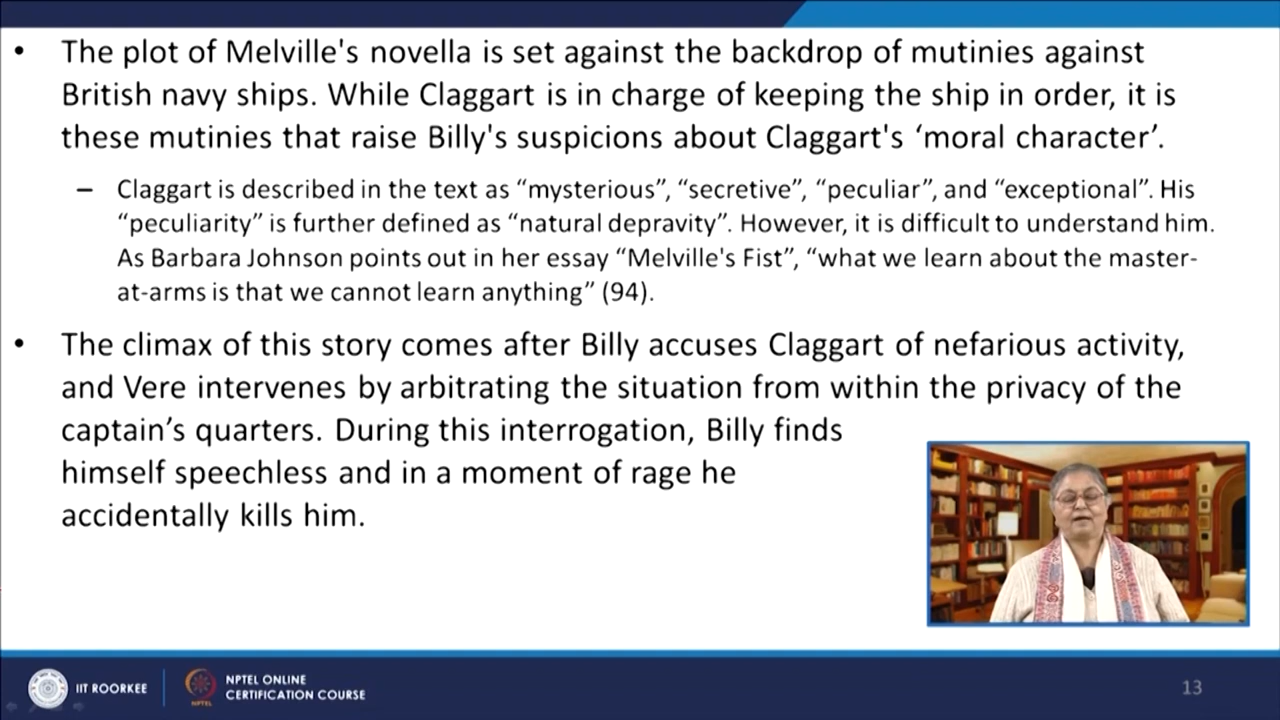 • The plot of Melville's novella is set against the backdrop of mutinies against
British navy ships. While Claggart is in charge of keeping the ship in order, it is
these mutinies that raise Billy's suspicions about Claggart's ‘moral character’.
– Claggart is described in the text as “mysterious”, “secretive”, “peculiar”, and “exceptional”. His
“peculiarity” is further defined as “natural depravity”. However, it is difficult to understand him.
As Barbara Johnson points out in her essay “Melville's Fist”, “what we learn about the master-
at-arms is that we cannot learn anything” (94).
• The climax of this story comes after Billy accuses Claggart of nefarious activity,
and Vere intervenes by arbitrating the situation from within the privacy of the
captain’s quarters. During this interrogation, Billy finds
himself speechless and in a moment of rage he
accidentally kills him.
IIT ROORKEE
NPTEL
NPTEL ONLINE
CERTIFICATION COURSE
13